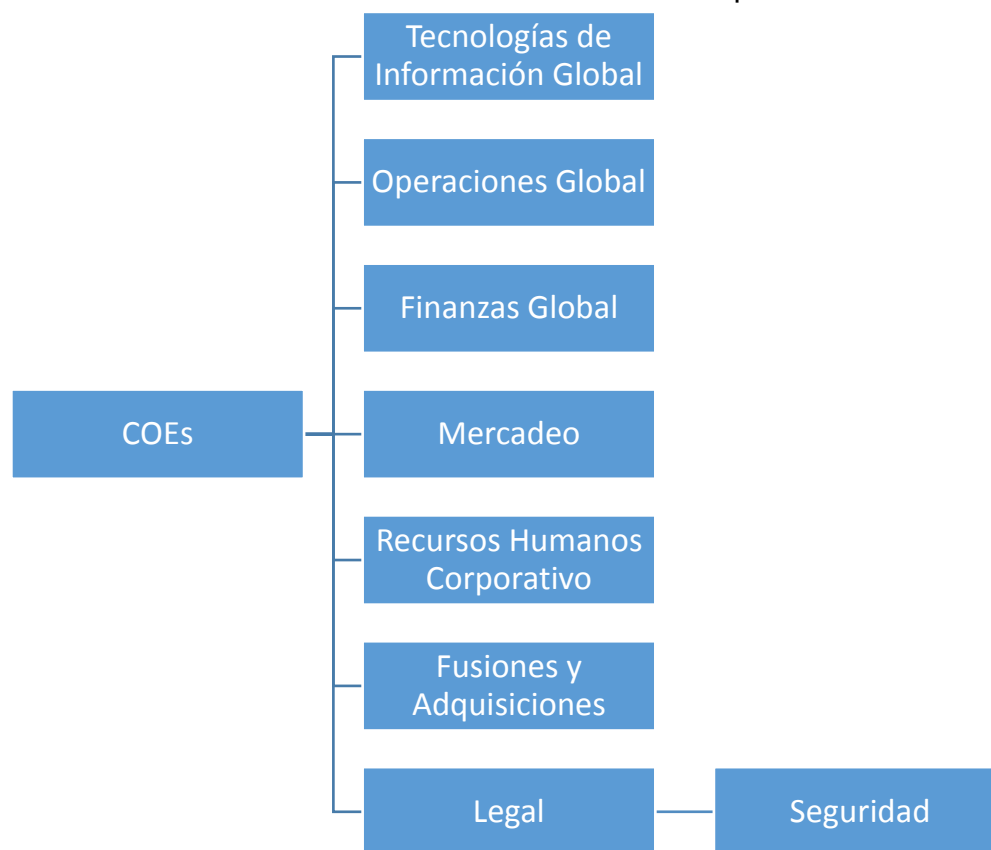 Tecnologías de
Información Global
Operaciones Global
Finanzas Global
COEs
Mercadeo
Recursos Humanos
Corporativo
Fusiones y
Adquisiciones
Legal
Seguridad